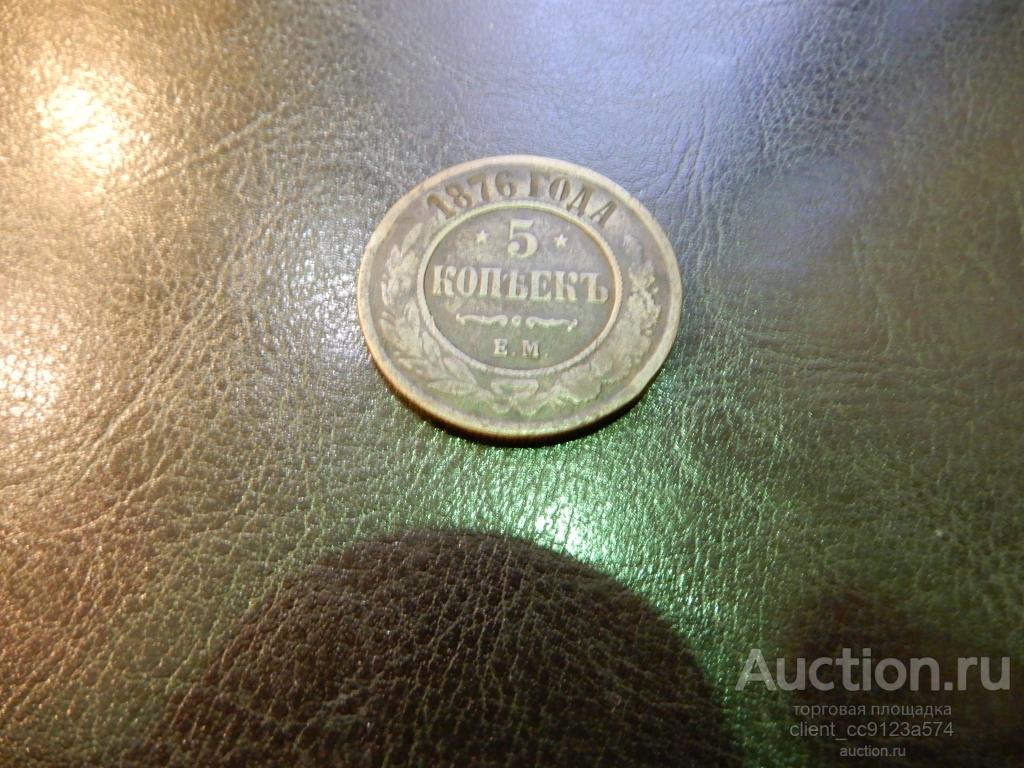 1876 ГОДА
5
КОПѢЕКЪ
Е.М.
Auction.ru
торговая площадка
client_cc9123a574
auction.ru